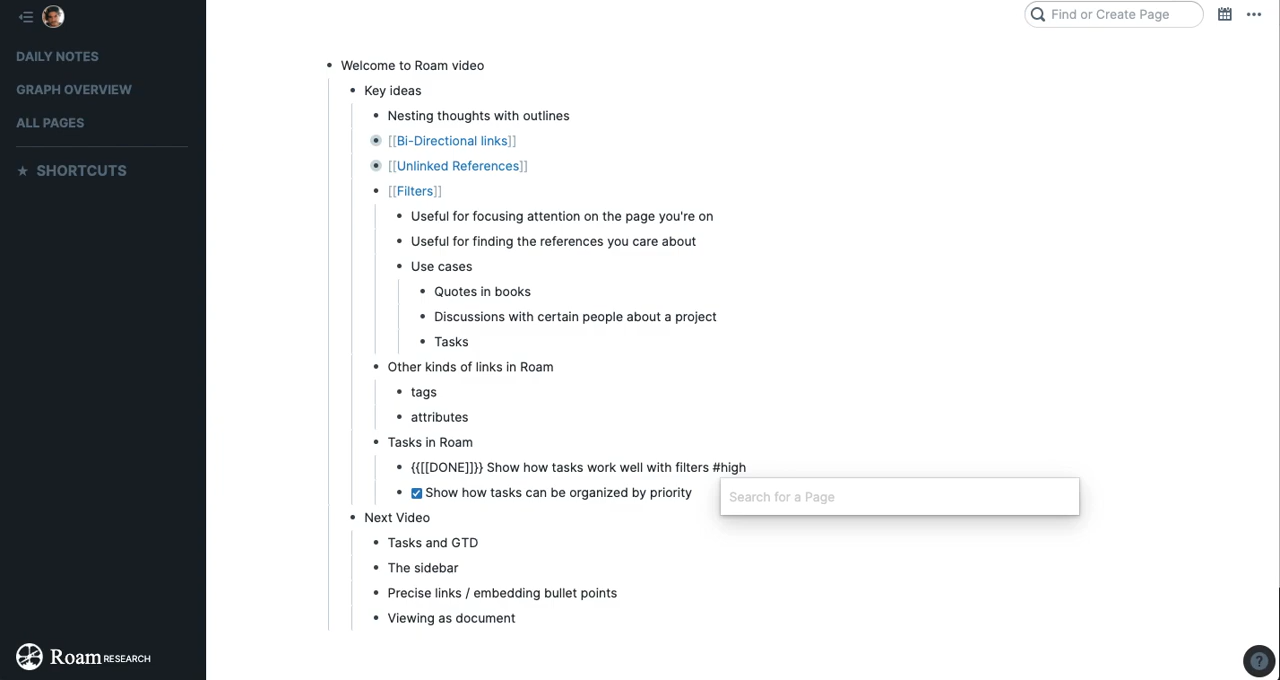 Find or Create Page
DAILY NOTES
GRAPH OVERVIEW
ALL PAGES
★ SHORTCUTS
Welcome to Roam video
Key ideas
Nesting thoughts with outlines
[[Bi-Directional links]]
[[Unlinked References]]
[[Filters]]
Useful for focusing attention on the page you're on
Useful for finding the references you care about
Use cases
Quotes in books
Discussions with certain people about a project
Tasks
Other kinds of links in Roam
tags
attributes
Tasks in Roam
{{[[DONE]]}} Show how tasks work well with filters #high
Show how tasks can be organized by priority
Search for a Page
Next Video
Tasks and GTD
The sidebar
Precise links / embedding bullet points
Viewing as document
Roam RESEARCH
?